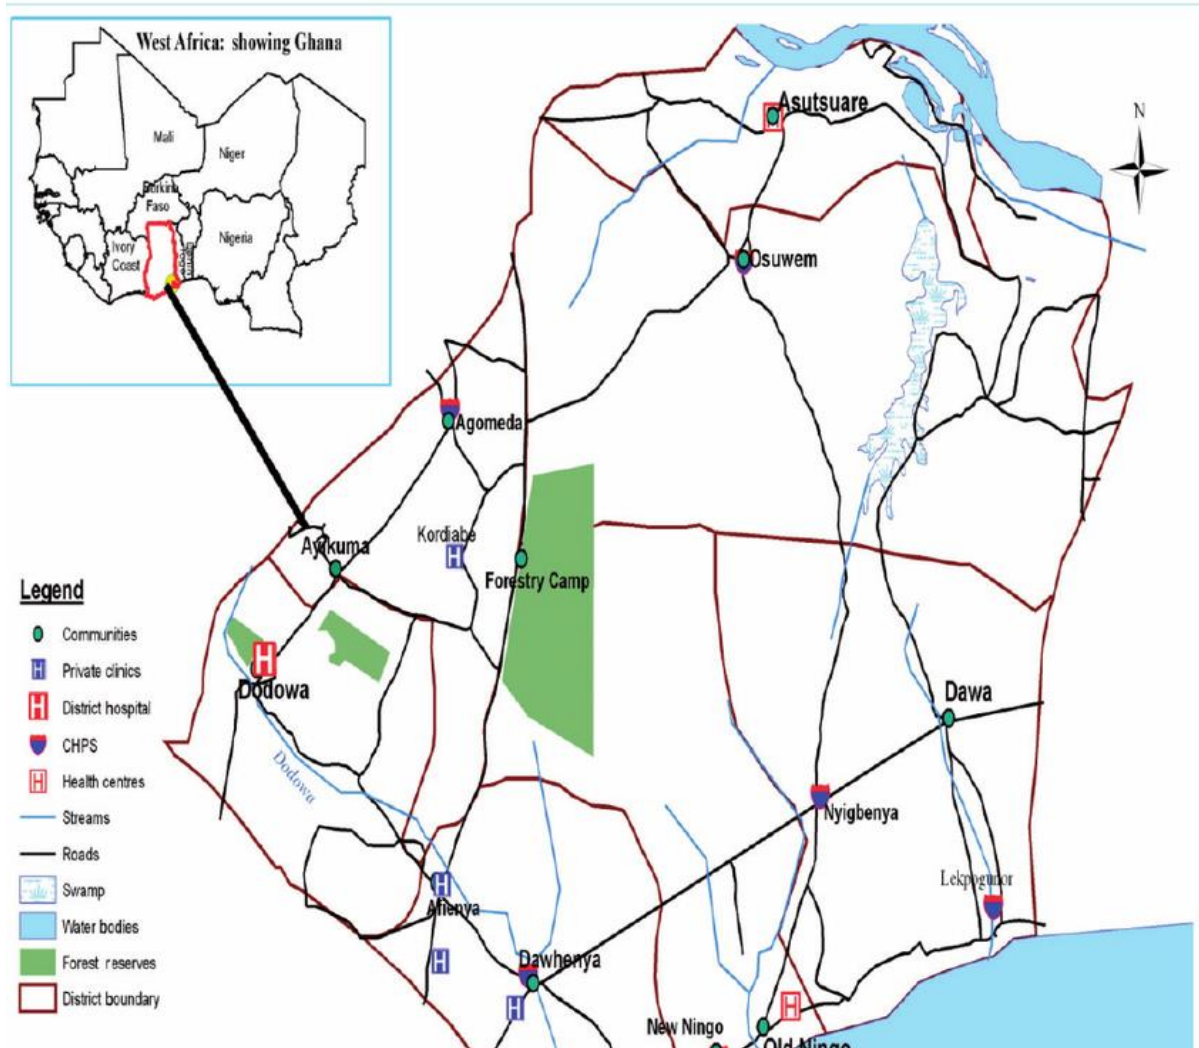 West Africa: showing Ghana
Mali
Niger
Burkina
Faso
Ivory
Coast
Nigeria
N
Asutsuare
Osuwem
Agomeda
Kordiabe
Ayikuma
Forestry Camp
Dodowa
Dodowa
Dawa
Nyigbenya
Lekpogunor
Afienya
Dawhenya
New Ningo
Old Ningo
Legend
Communities
H Private clinics
H District hospital
CHPS
H Health centres
Streams
Roads
Swamp
Water bodies
Forest reserves
District boundary